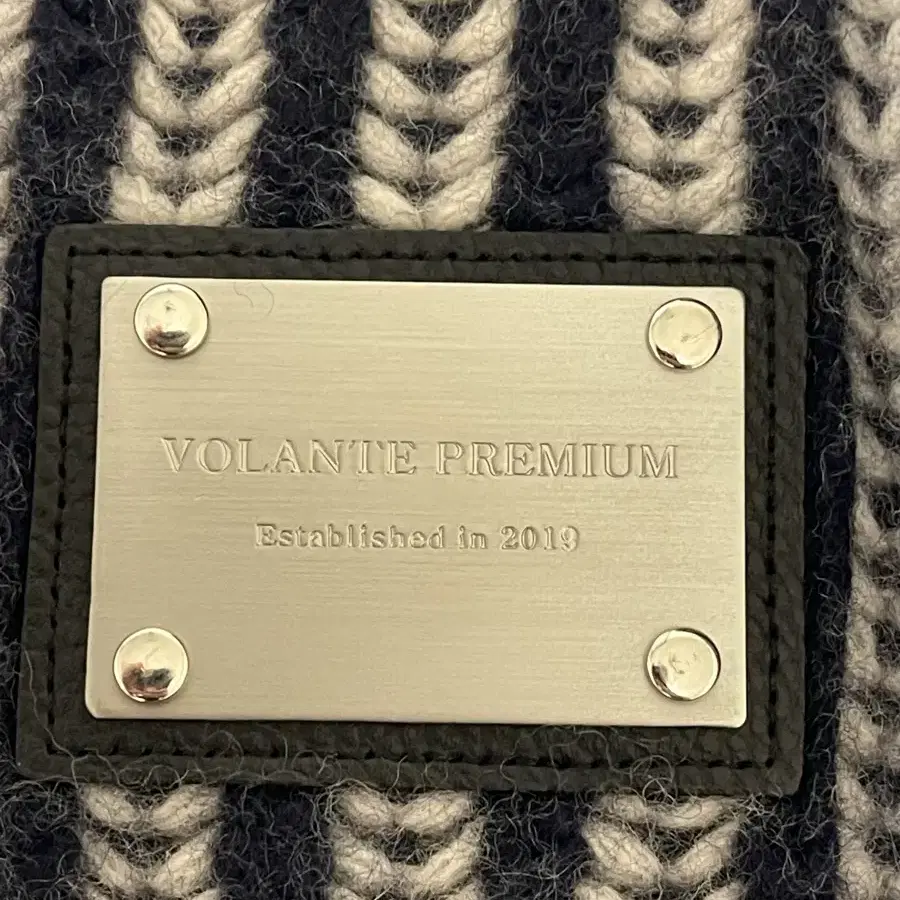 VOLANTE PREMIUM
Established in 2019